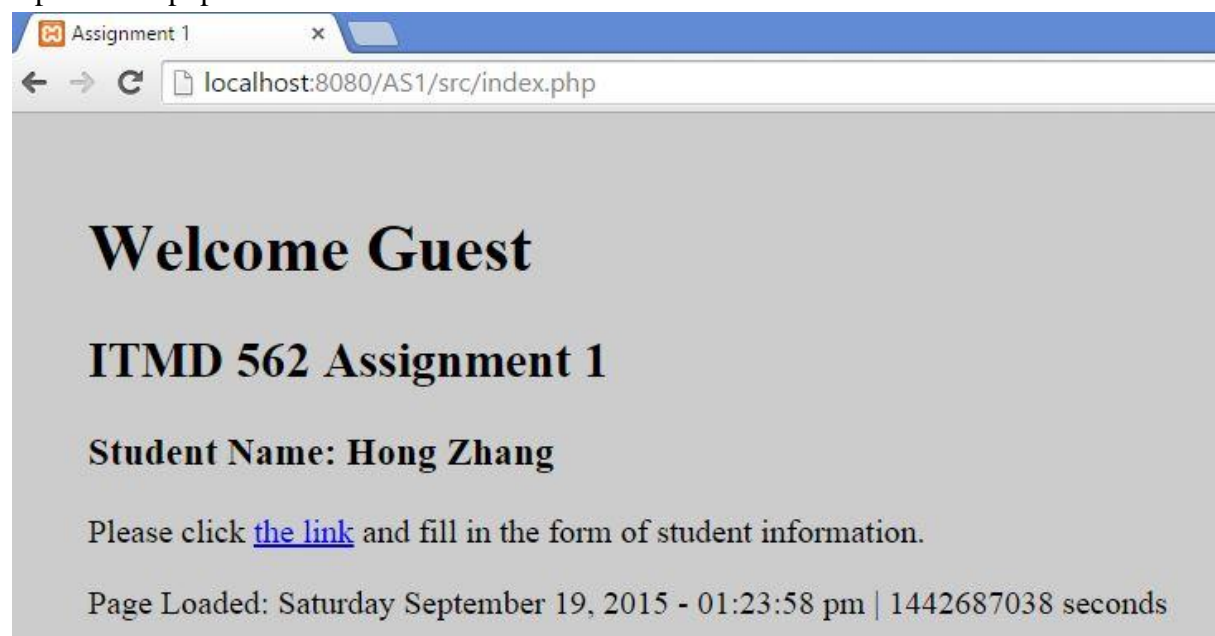 Assignment 1
localhost:8080/AS1/src/index.php
Welcome Guest
ITMD 562 Assignment 1
Student Name: Hong Zhang
Please click the link and fill in the form of student information.
Page Loaded: Saturday September 19, 2015 - 01:23:58 pm | 1442687038 seconds